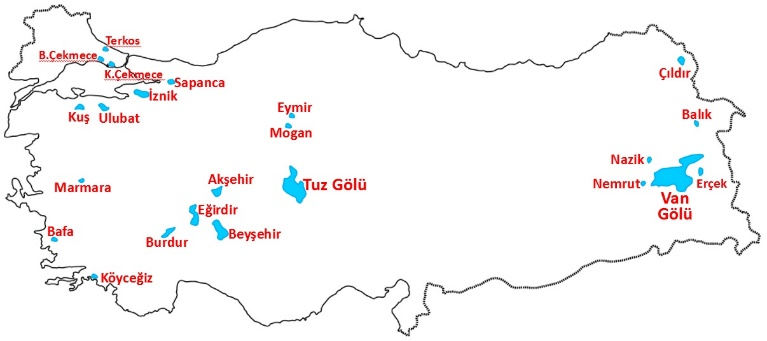 Terkos
B.Çekmece
K.Çekmece
Sapanca
İznik
Kuş
Ulubat
Eymir
Mogan
Çıldır
Balık
Nazik
Nemrut
Erçek
Van
Gölü
Marmara
Akşehir
Tuz Gölü
Eğirdir
Bafa
Burdur
Beyşehir
Köyceğiz